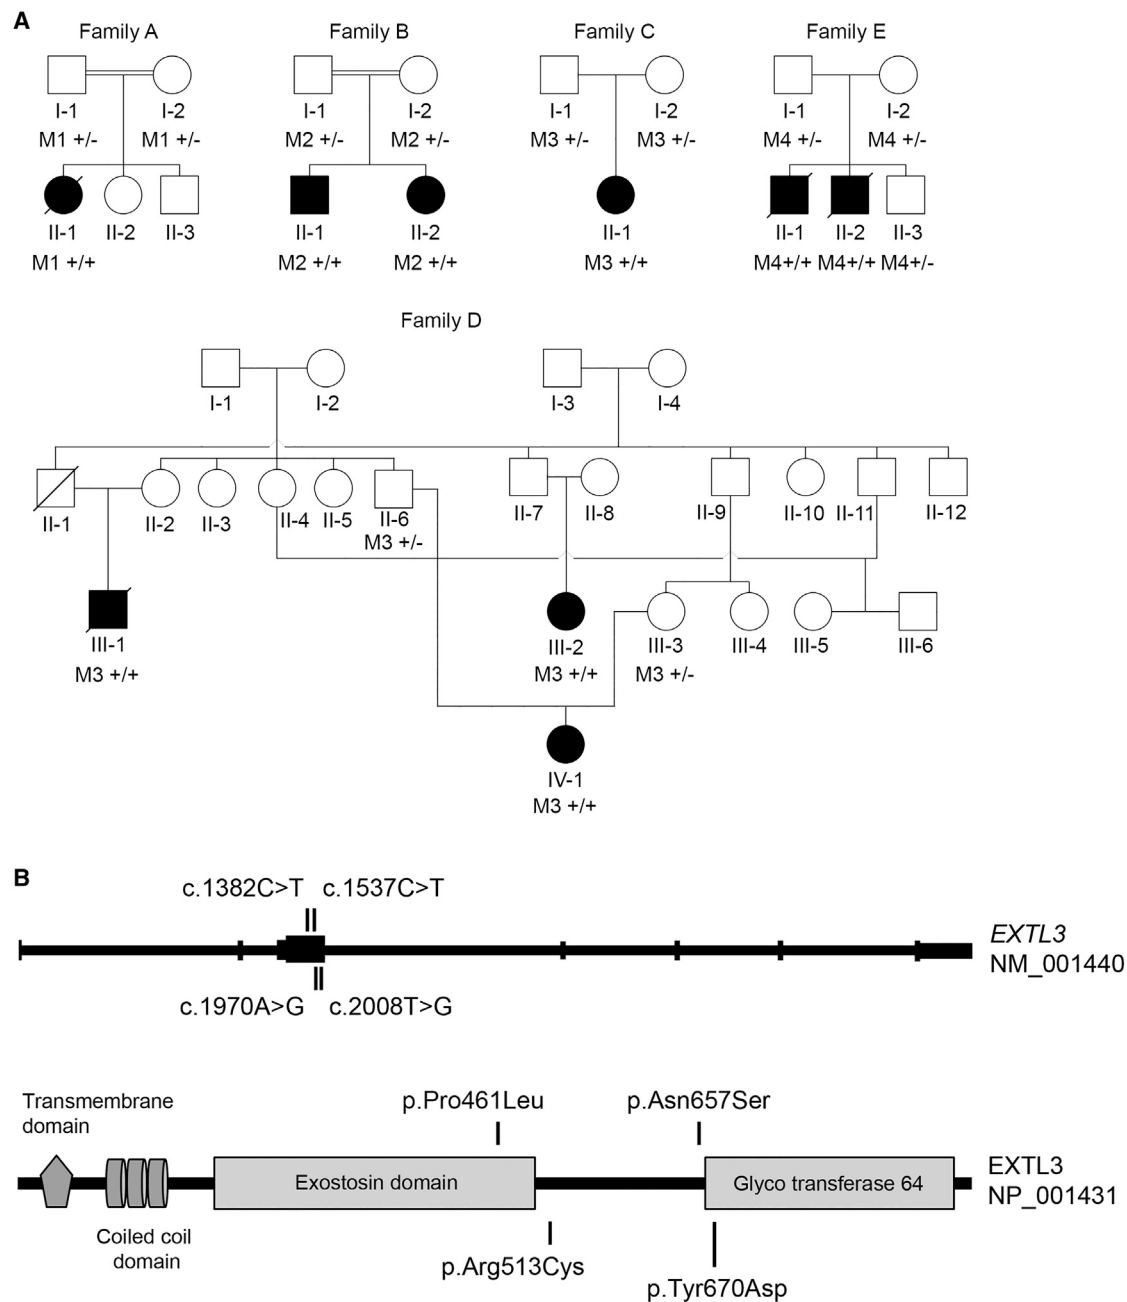 A
Family A
Family B
Family C
Family E
I-1
I-2
I-1
I-2
I-1
I-2
I-1
I-2
M1 +/-
M1 +/-
M2 +/-
M2 +/-
M3 +/-
M3 +/-
M4 +/-
M4 +/-
II-1
II-2
II-3
II-1
II-2
II-1
II-1
II-2
II-3
M1 +/+
M2 +/+
M2 +/+
M3 +/+
M4+/+
M4+/+
M4+/-
Family D
I-1
I-2
I-3
I-4
II-1
II-2
II-3
II-4
II-5
II-6
II-7
II-8
II-9
II-10
II-11
II-12
M3 +/-
III-1
III-2
III-3
III-4
III-5
III-6
M3 +/+
M3 +/+
M3 +/-
IV-1
M3 +/+
B
c.1382C>T
c.1537C>T
EXTL3
NM_001440
c.1970A>G
c.2008T>G
Transmembrane
domain
p.Pro461Leu
p.Asn657Ser
Exostosin domain
Glyco transferase 64
EXTL3
NP_001431
Coiled coil
domain
p.Arg513Cys
p.Tyr670Asp